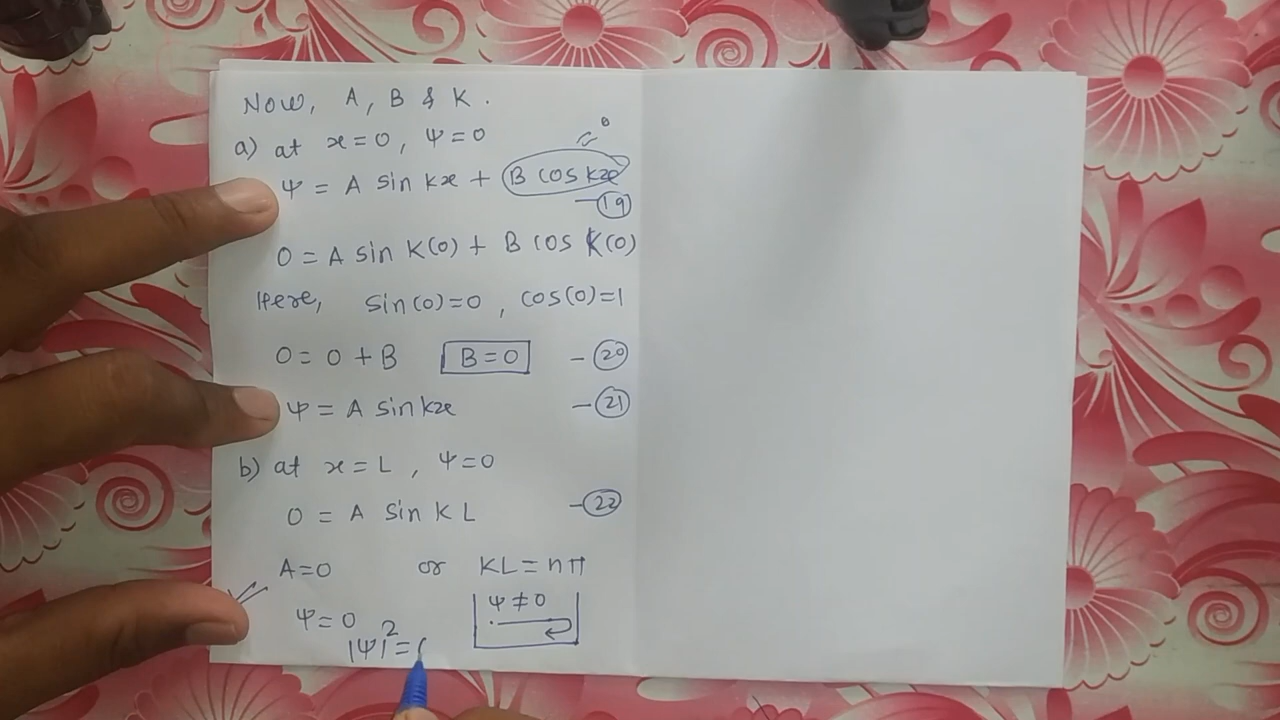 Now, A, B & K.
a) at x=0, Ψ=0
0
Ψ = A sin kx + B cos kx
-19
0 = A sin K(0) + B cos K(0)
Here, sin(0)=0, cos(0)=1
0 = 0 + B B=0 -20
Ψ = A sin kx -21
b) at x=L, Ψ=0
0 = A sin K L -22
A=0 or KL = nπ
Ψ=0 Ψ≠0
|Ψ|²=